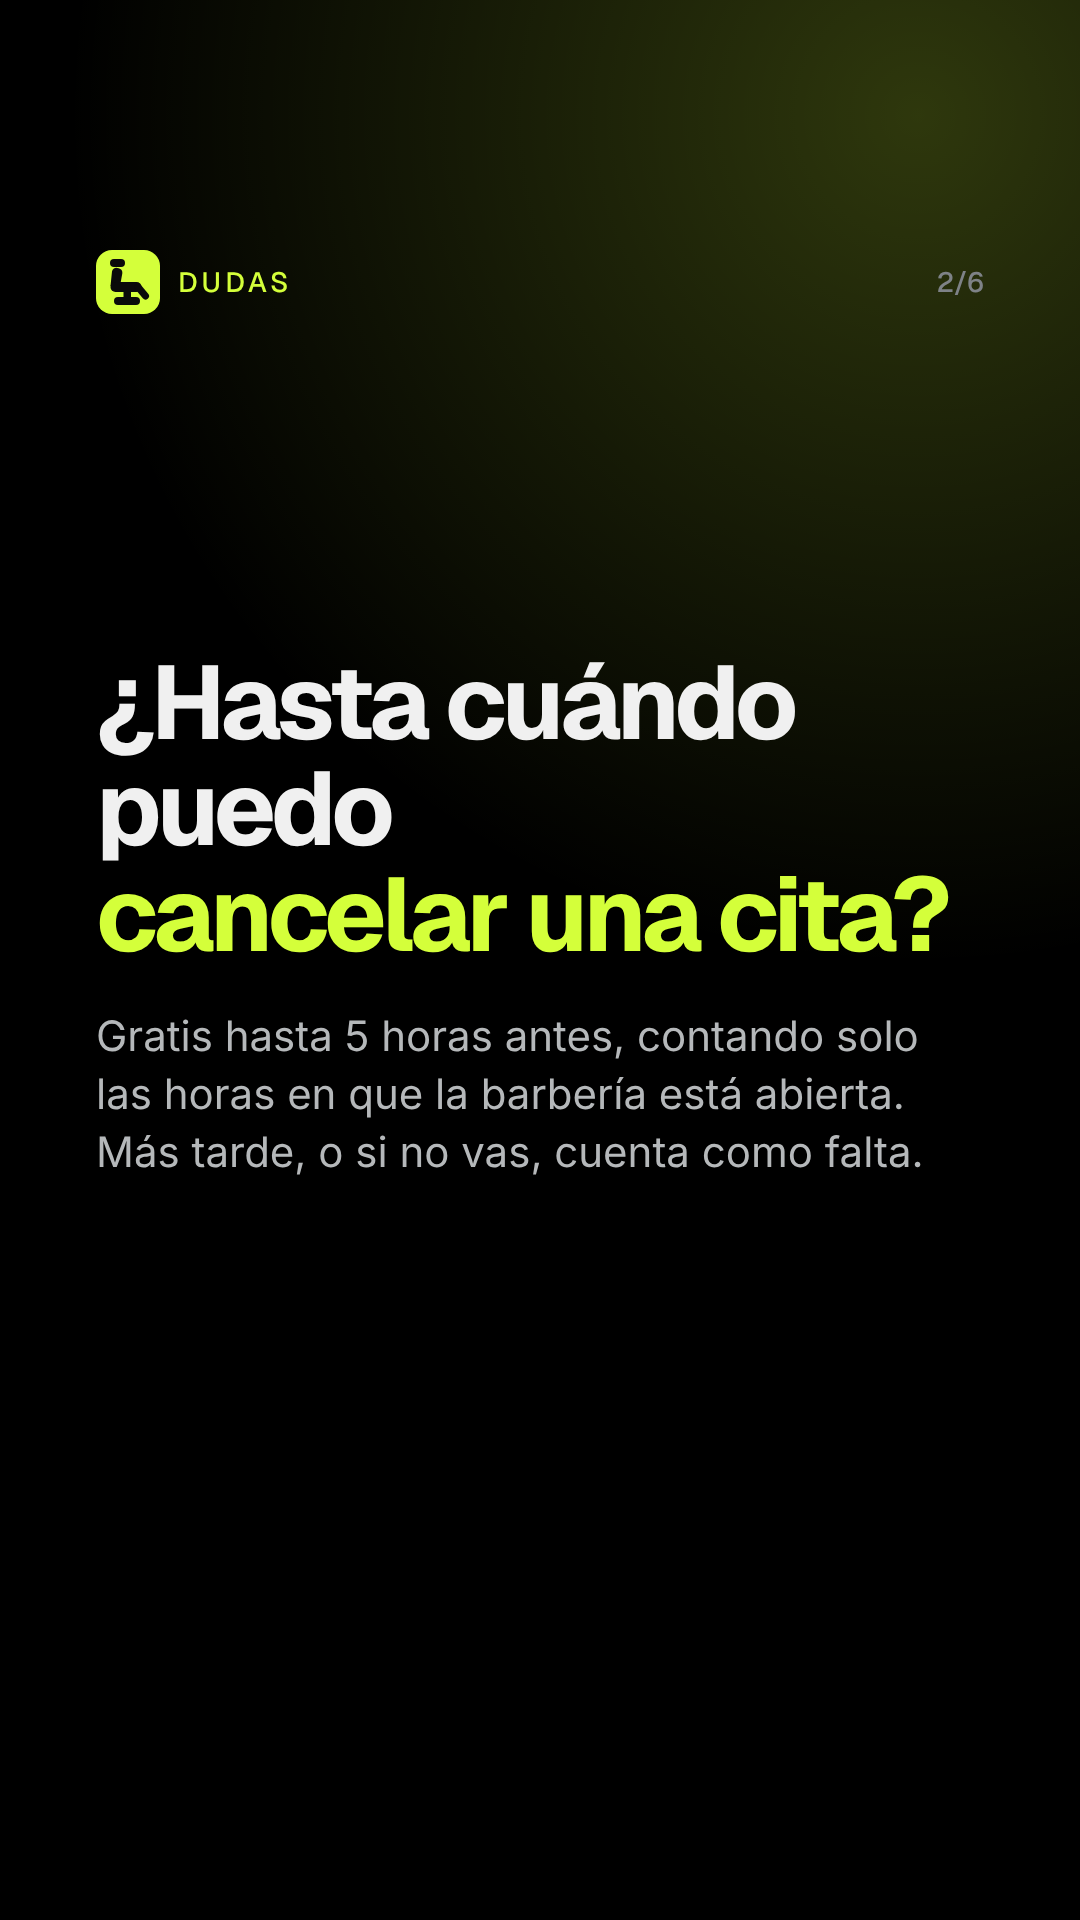 DUDAS
2/6
¿Hasta cuándo
puedo
cancelar una cita?
Gratis hasta 5 horas antes, contando solo
las horas en que la barbería está abierta.
Más tarde, o si no vas, cuenta como falta.